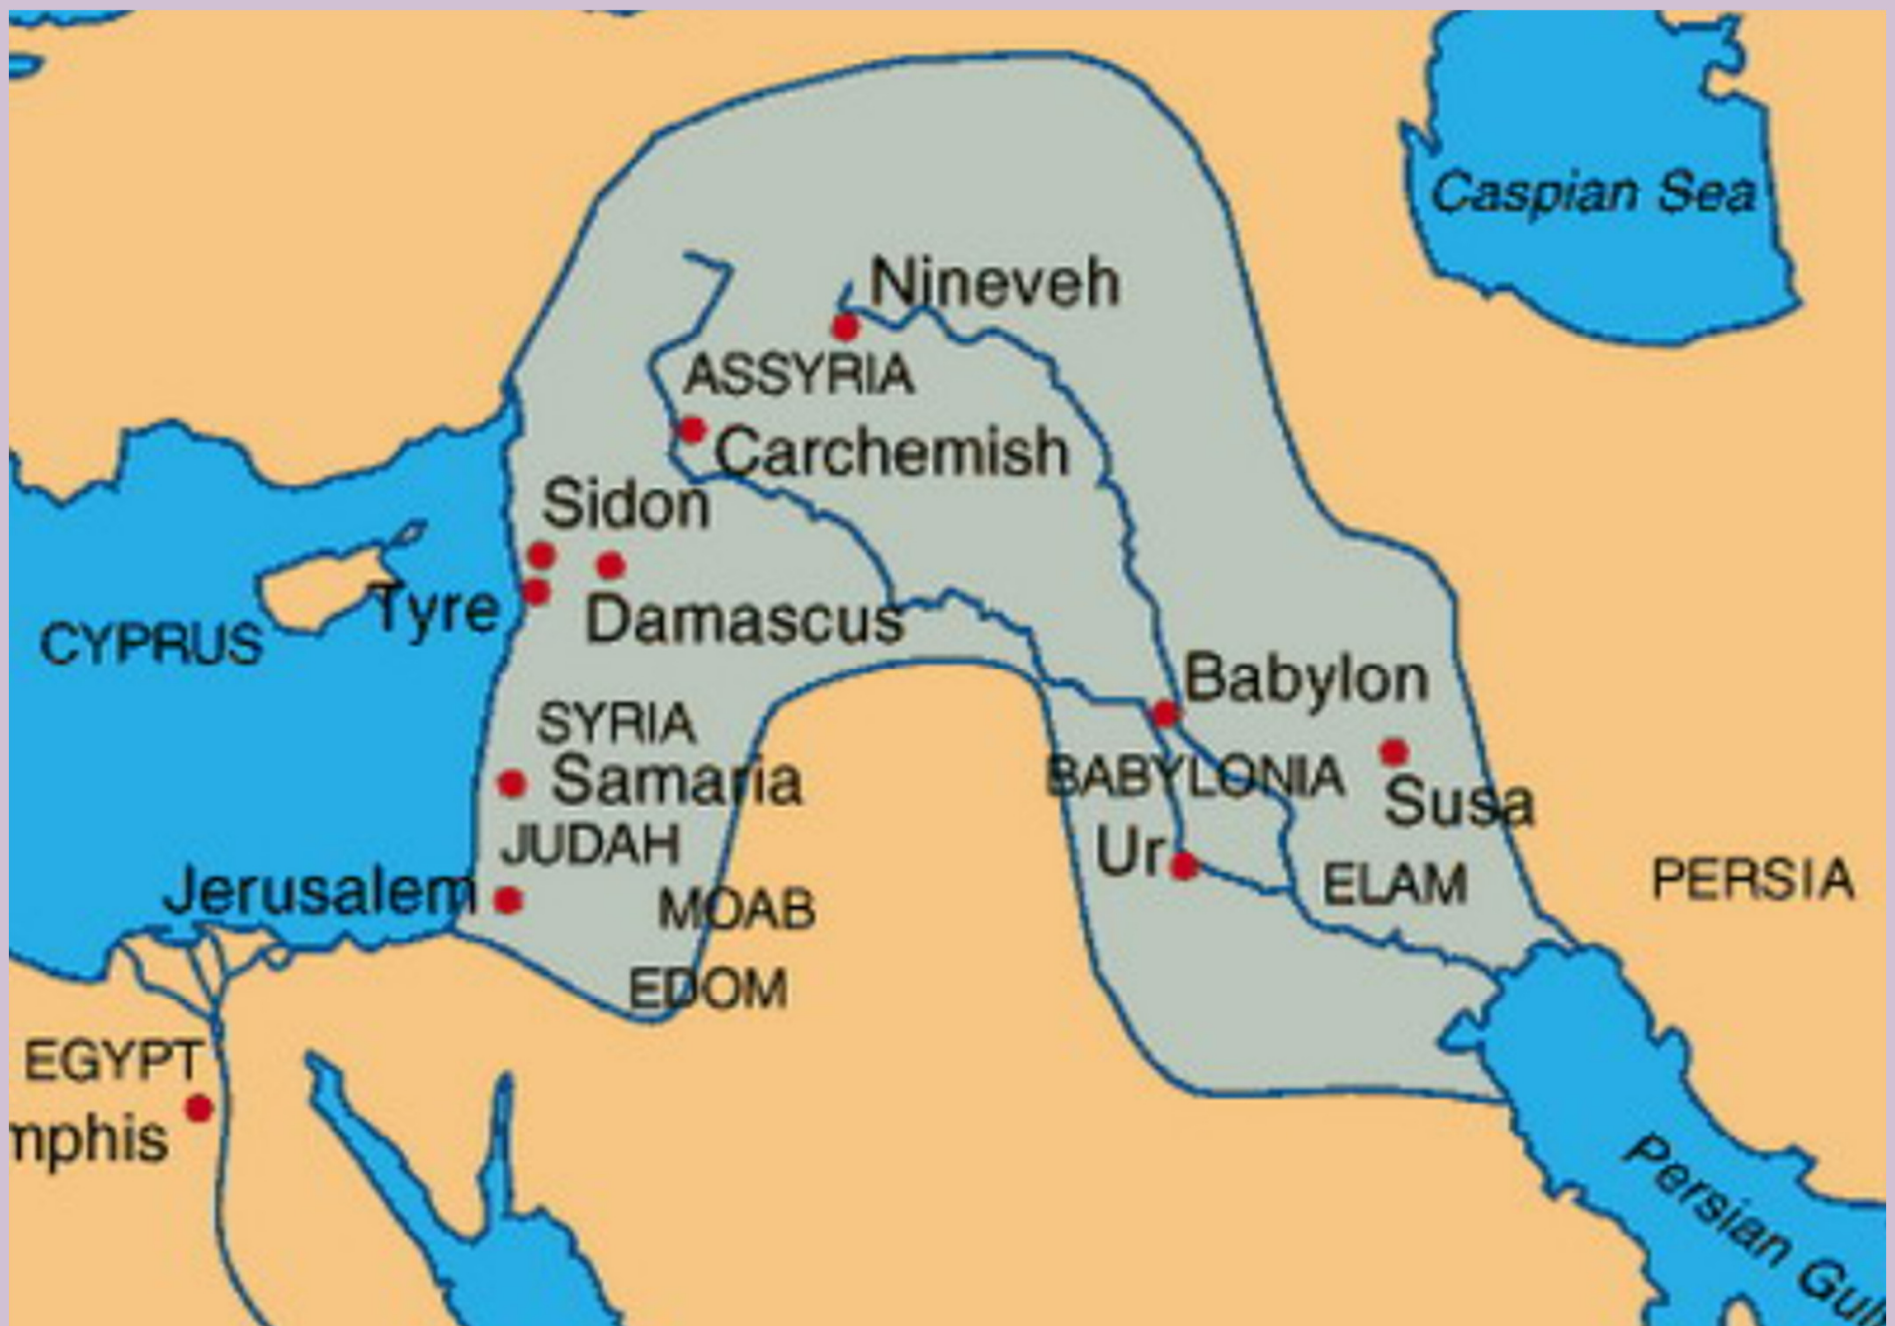 Caspian Sea
Nineveh
ASSYRIA
Carchemish
Sidon
Tyre
Damascus
CYPRUS
Babylon
SYRIA
Samaria
BABYLONIA
Susa
JUDAH
Ur
Jerusalem
MOAB
ELAM
PERSIA
EDOM
EGYPT
mphis
Persian Gul